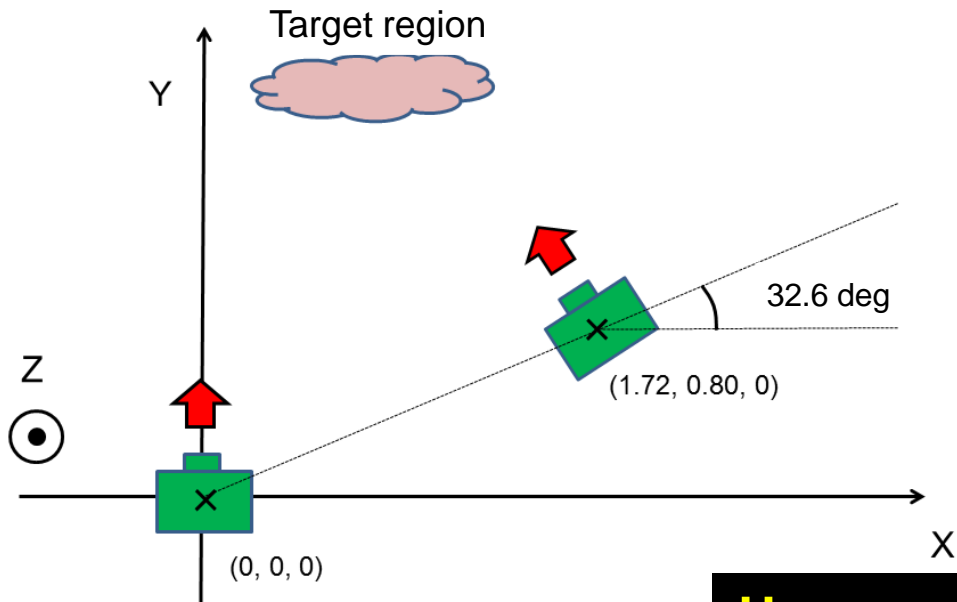 Target region
Y
32.6 deg
(1.72, 0.80, 0)
Z
X
(0, 0, 0)